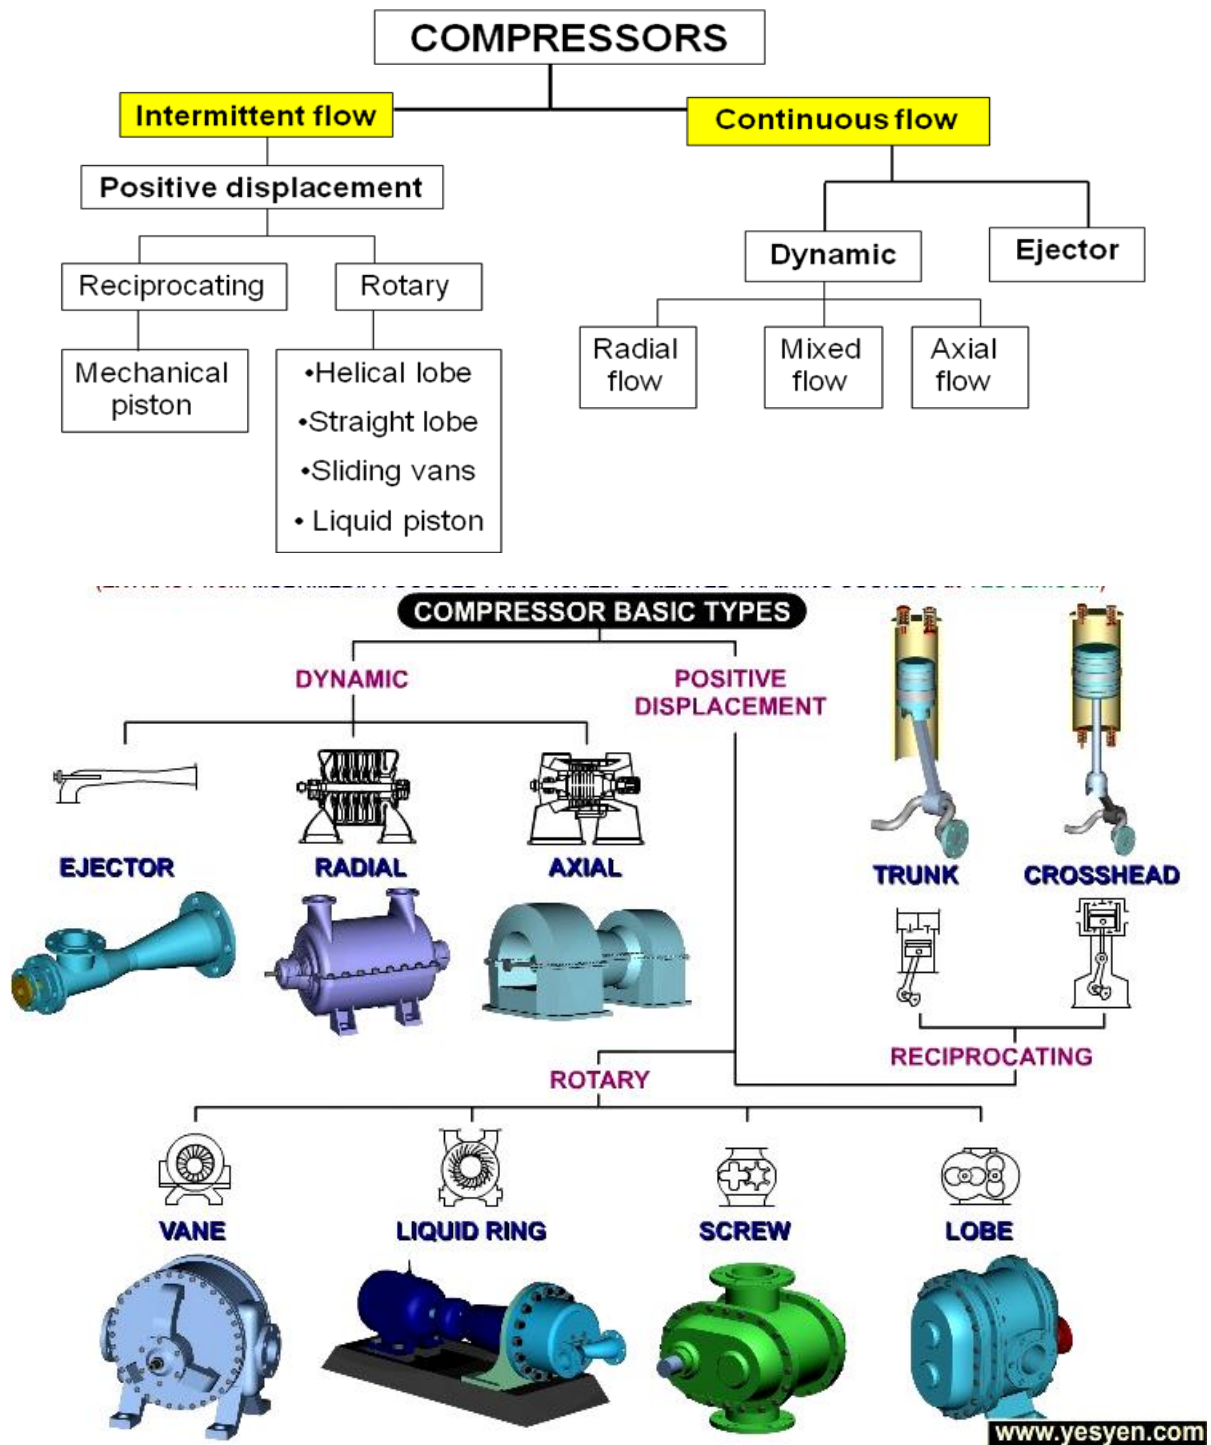 COMPRESSORS
Intermittent flow
Continuous flow
Positive displacement
Dynamic
Ejector
Reciprocating
Rotary
Radial
flow
Mixed
flow
Axial
flow
Mechanical
piston
•Helical lobe
•Straight lobe
•Sliding vans
• Liquid piston
COMPRESSOR BASIC TYPES
DYNAMIC
POSITIVE
DISPLACEMENT
EJECTOR
RADIAL
AXIAL
TRUNK
CROSSHEAD
RECIPROCATING
ROTARY
VANE
LIQUID RING
SCREW
LOBE
www.yesyen.com